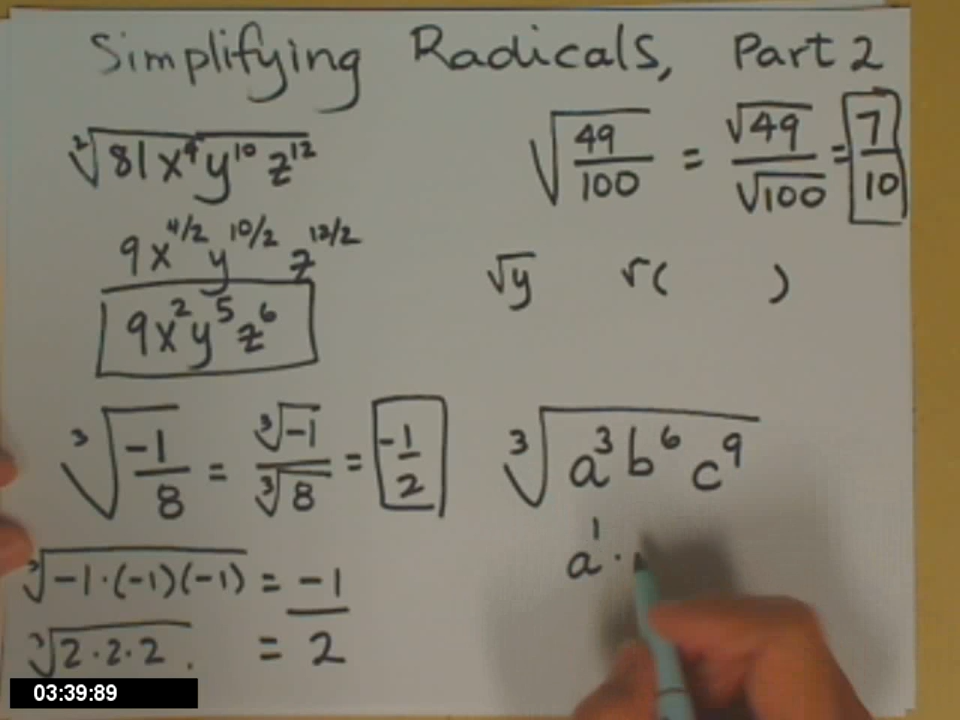 Simplifying Radicals, Part 2
²√81x⁴y¹⁰z¹²
9x^4/2 y^10/2 z^12/2
9x²y⁵z⁶
√49/100 = √49/√100 = 7/10
√y r( )
³√-1/8 = ³√-1/³√8 = -1/2
³√-1·(-1)(-1) = -1
³√2·2·2. = 2
³√a³b⁶c⁹
a¹·
03:39:89